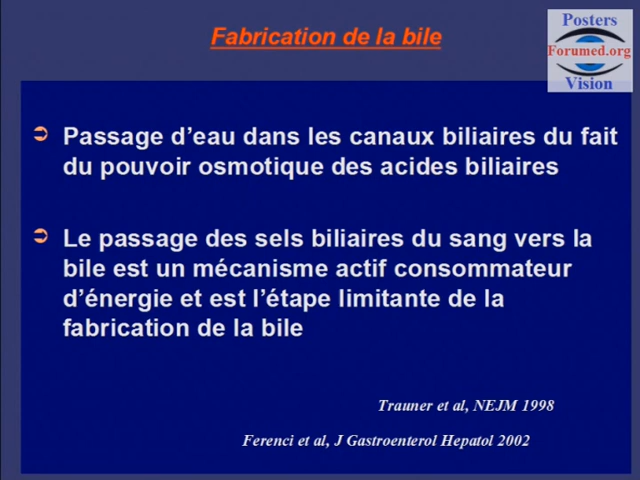 Fabrication de la bile
Posters
Forumed.org
Vision
Passage d'eau dans les canaux biliaires du fait
du pouvoir osmotique des acides biliaires
Le passage des sels biliaires du sang vers la
bile est un mécanisme actif consommateur
d'énergie et est l'étape limitante de la
fabrication de la bile
Trauner et al, NEJM 1998
Ferenci et al, J Gastroenterol Hepatol 2002